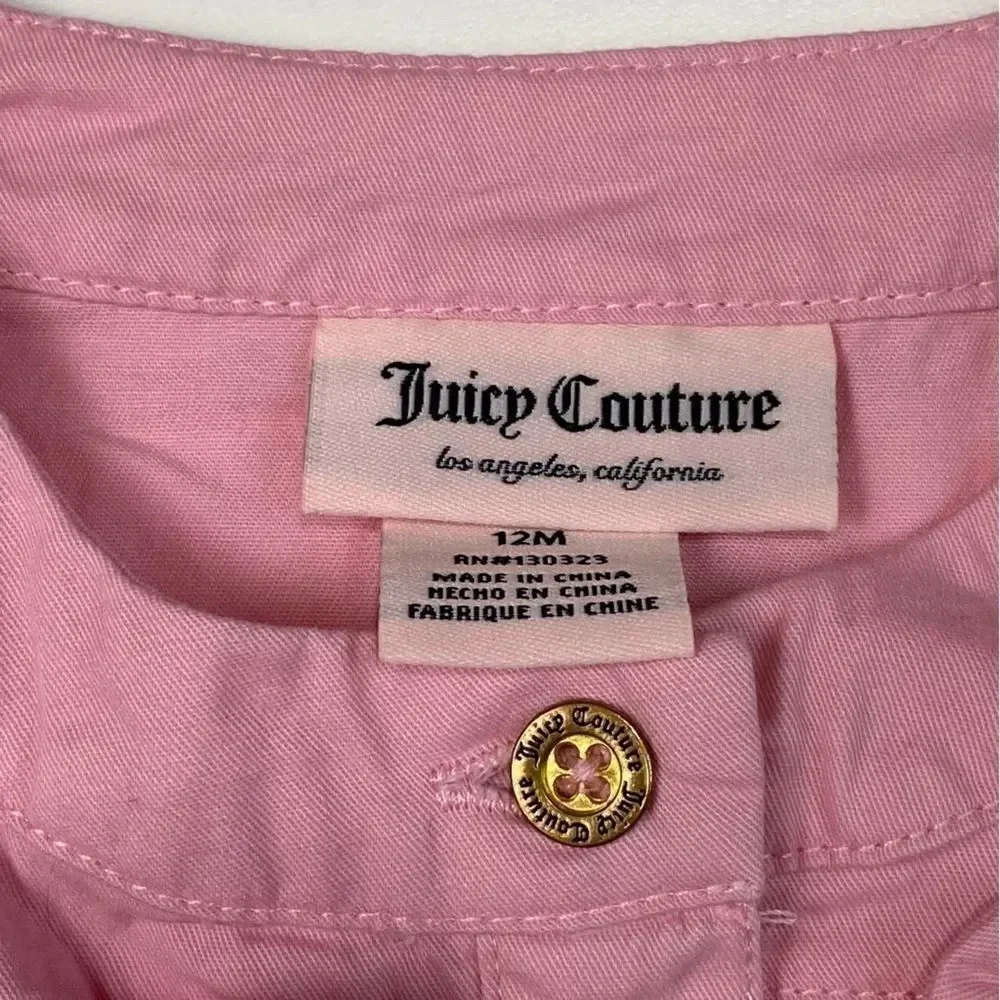 Juicy Couture
los angeles, california
12M
RN#130323
MADE IN CHINA
HECHO EN CHINA
FABRIQUE EN CHINE
Juicy Couture Juicy Couture